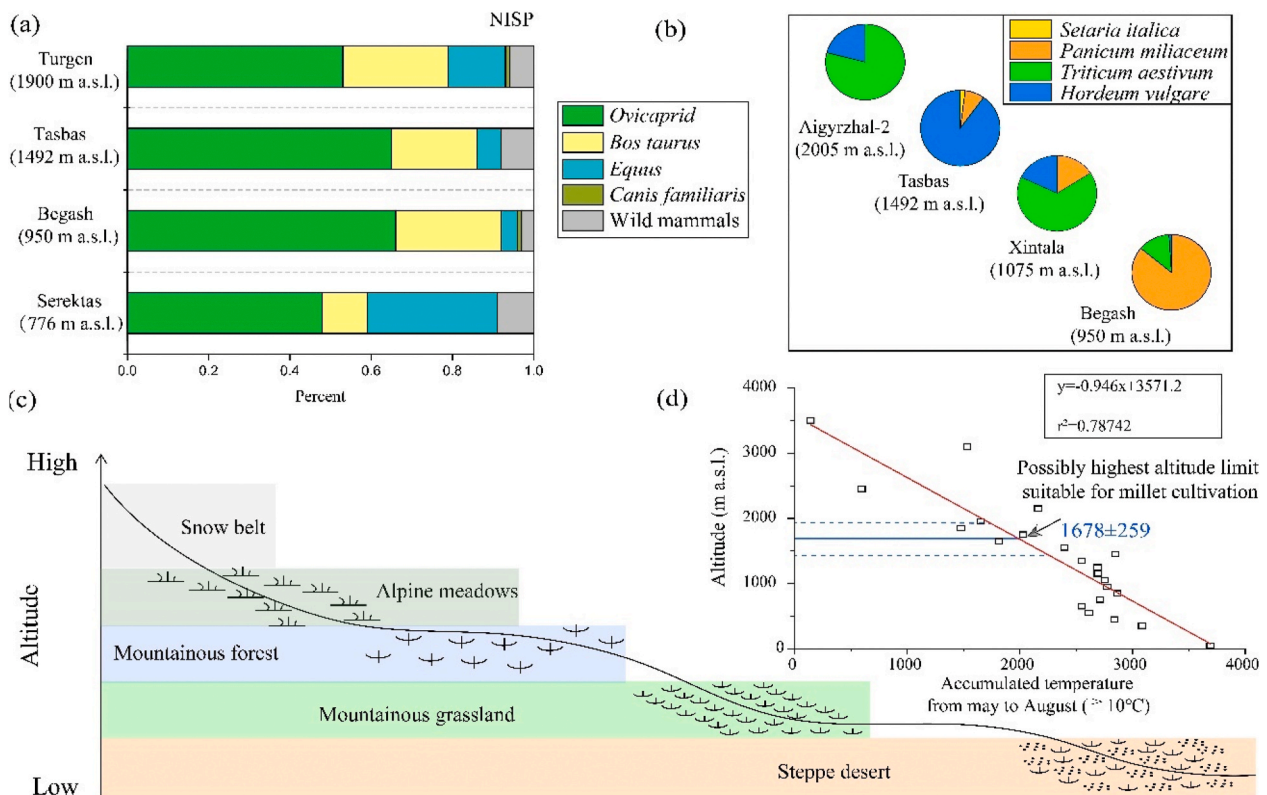 (a)
NISP
Turgen
(1900 m a.s.l.)
Tasbas
(1492 m a.s.l.)
Begash
(950 m a.s.l.)
Serektas
(776 m a.s.l.)
0.0 0.2 0.4 0.6 0.8 1.0
Percent
Ovicaprid
Bos taurus
Equus
Canis familiaris
Wild mammals
(b)
Setaria italica
Panicum miliaceum
Triticum aestivum
Hordeum vulgare
Aigyrzhal-2
(2005 m a.s.l.)
Tasbas
(1492 m a.s.l.)
Xintala
(1075 m a.s.l.)
Begash
(950 m a.s.l.)
(c)
High
Altitude
Low
Snow belt
Alpine meadows
Mountainous forest
Mountainous grassland
Steppe desert
(d)
y=-0.946x+3571.2
r²=0.78742
Possibly highest altitude limit
suitable for millet cultivation
1678±259
Altitude (m a.s.l.)
4000
3000
2000
1000
0
0 1000 2000 3000 4000
Accumulated temperature
from may to August ( 10°C)